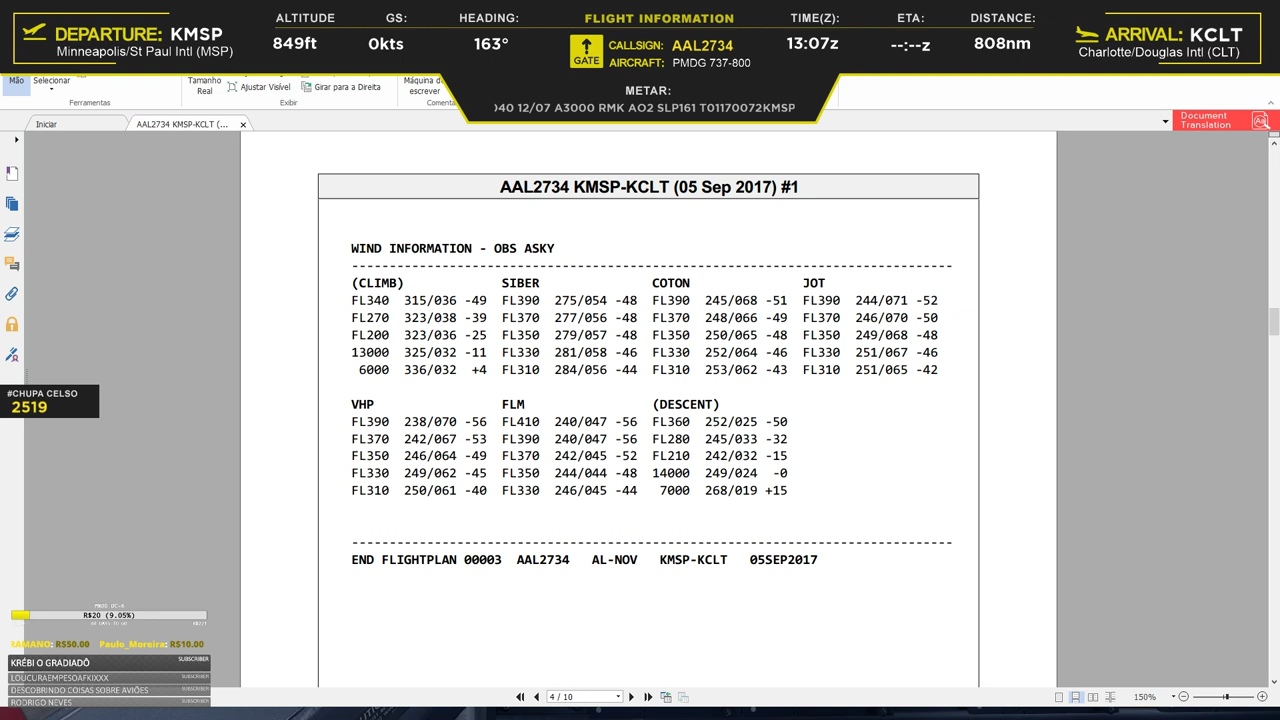 DEPARTURE: KMSP
Minneapolis/St Paul Intl (MSP)
ALTITUDE
849ft
GS:
0kts
HEADING:
163°
FLIGHT INFORMATION
GATE
CALLSIGN: AAL2734
AIRCRAFT: PMDG 737-800
TIME(Z):
13:07z
ETA:
--:--z
DISTANCE:
808nm
ARRIVAL: KCLT
Charlotte/Douglas Intl (CLT)
METAR:
040 12/07 A3000 RMK AO2 SLP161 T01170072KMSP
Mão
Selecionar
Ferramentas
Tamanho
Real
Ajustar Visível
Girar para a Direita
Exibir
Máquina de
escrever
Iniciar
AAL2734 KMSP-KCLT (...
Document
Translation
AAL2734 KMSP-KCLT (05 Sep 2017) #1
WIND INFORMATION - OBS ASKY
--------------------------------------------------------------------------------
(CLIMB) SIBER COTON JOT
FL340 315/036 -49 FL390 275/054 -48 FL390 245/068 -51 FL390 244/071 -52
FL270 323/038 -39 FL370 277/056 -48 FL370 248/066 -49 FL370 246/070 -50
FL200 323/036 -25 FL350 279/057 -48 FL350 250/065 -48 FL350 249/068 -48
13000 325/032 -11 FL330 281/058 -46 FL330 252/064 -46 FL330 251/067 -46
6000 336/032 +4 FL310 284/056 -44 FL310 253/062 -43 FL310 251/065 -42
VHP FLM (DESCENT)
FL390 238/070 -56 FL410 240/047 -56 FL360 252/025 -50
FL370 242/067 -53 FL390 240/047 -56 FL280 245/033 -32
FL350 246/064 -49 FL370 242/045 -52 FL210 242/032 -15
FL330 249/062 -45 FL350 244/044 -48 14000 249/024 -0
FL310 250/061 -40 FL330 246/045 -44 7000 268/019 +15
--------------------------------------------------------------------------------
END FLIGHTPLAN 00003 AAL2734 AL-NOV KMSP-KCLT 05SEP2017
#CHUPA CELSO
2519
R$20 (9.05%)
RAMANO: R$50.00 Paulo_Moreira: R$10.00
KRÉBI O GRADIADÔ SUBSCRIBER
LOUCURAEMPESOAFKIXXX SUBSCRIBER
DESCOBRINDO COISAS SOBRE AVIÕES SUBSCRIBER
RODRIGO NEVES SUBSCRIBER
4 / 10
150%